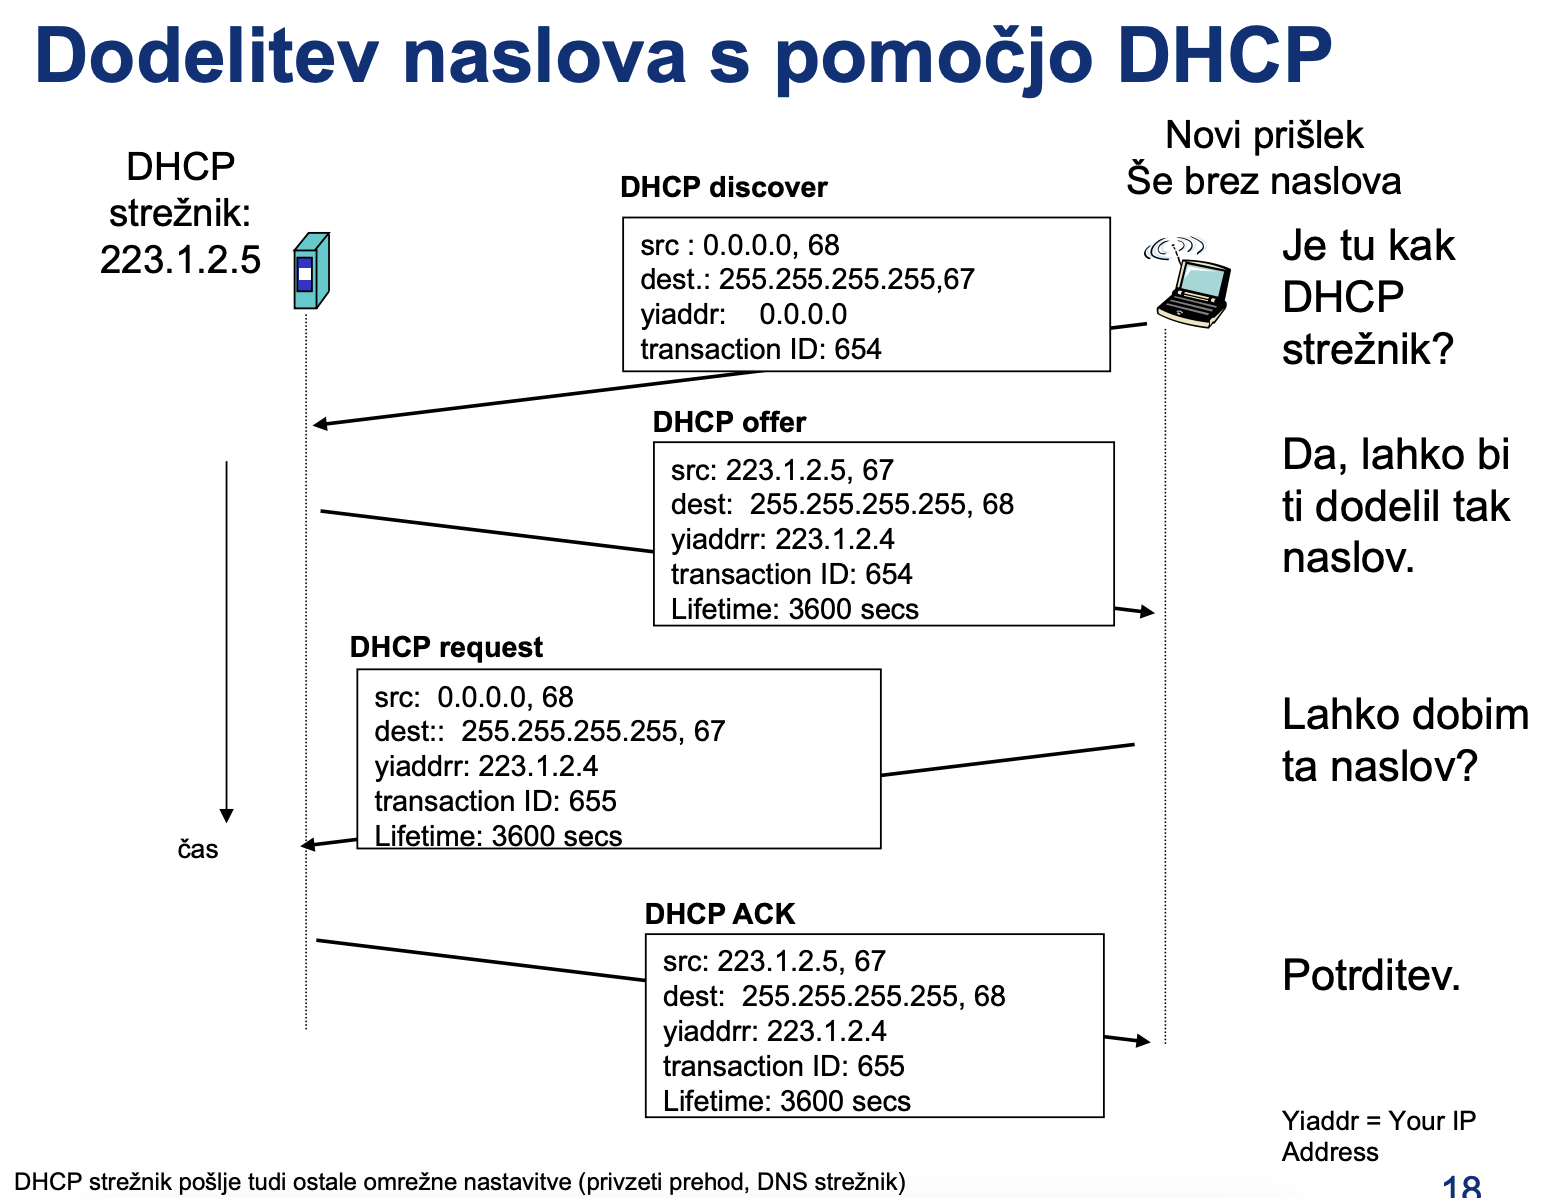 Dodelitev naslova s pomočjo DHCP
DHCP
strežnik:
223.1.2.5
Novi prišlek
Še brez naslova
DHCP discover
src : 0.0.0.0, 68
dest.: 255.255.255.255,67
yiaddr:    0.0.0.0
transaction ID: 654
Je tu kak
DHCP
strežnik?
DHCP offer
src: 223.1.2.5, 67
dest:  255.255.255.255, 68
yiaddrr: 223.1.2.4
transaction ID: 654
Lifetime: 3600 secs
Da, lahko bi
ti dodelil tak
naslov.
DHCP request
src:  0.0.0.0, 68
dest::  255.255.255.255, 67
yiaddrr: 223.1.2.4
transaction ID: 655
Lifetime: 3600 secs
Lahko dobim
ta naslov?
čas
DHCP ACK
src: 223.1.2.5, 67
dest:  255.255.255.255, 68
yiaddrr: 223.1.2.4
transaction ID: 655
Lifetime: 3600 secs
Potrditev.
Yiaddr = Your IP
Address
DHCP strežnik pošlje tudi ostale omrežne nastavitve (privzeti prehod, DNS strežnik)
18